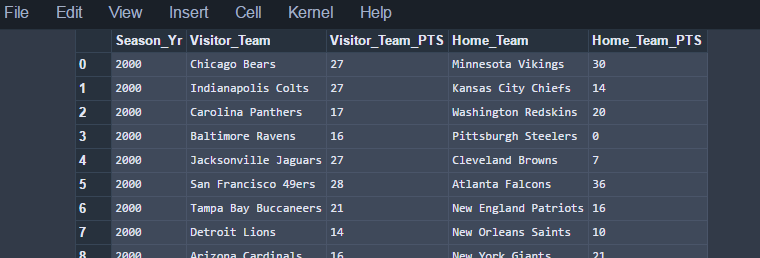 File Edit View Insert Cell Kernel Help
Season_Yr Visitor_Team Visitor_Team_PTS Home_Team Home_Team_PTS
0 2000 Chicago Bears 27 Minnesota Vikings 30
1 2000 Indianapolis Colts 27 Kansas City Chiefs 14
2 2000 Carolina Panthers 17 Washington Redskins 20
3 2000 Baltimore Ravens 16 Pittsburgh Steelers 0
4 2000 Jacksonville Jaguars 27 Cleveland Browns 7
5 2000 San Francisco 49ers 28 Atlanta Falcons 36
6 2000 Tampa Bay Buccaneers 21 New England Patriots 16
7 2000 Detroit Lions 14 New Orleans Saints 10
8 2000 Arizona Cardinals 16 New York Giants 21